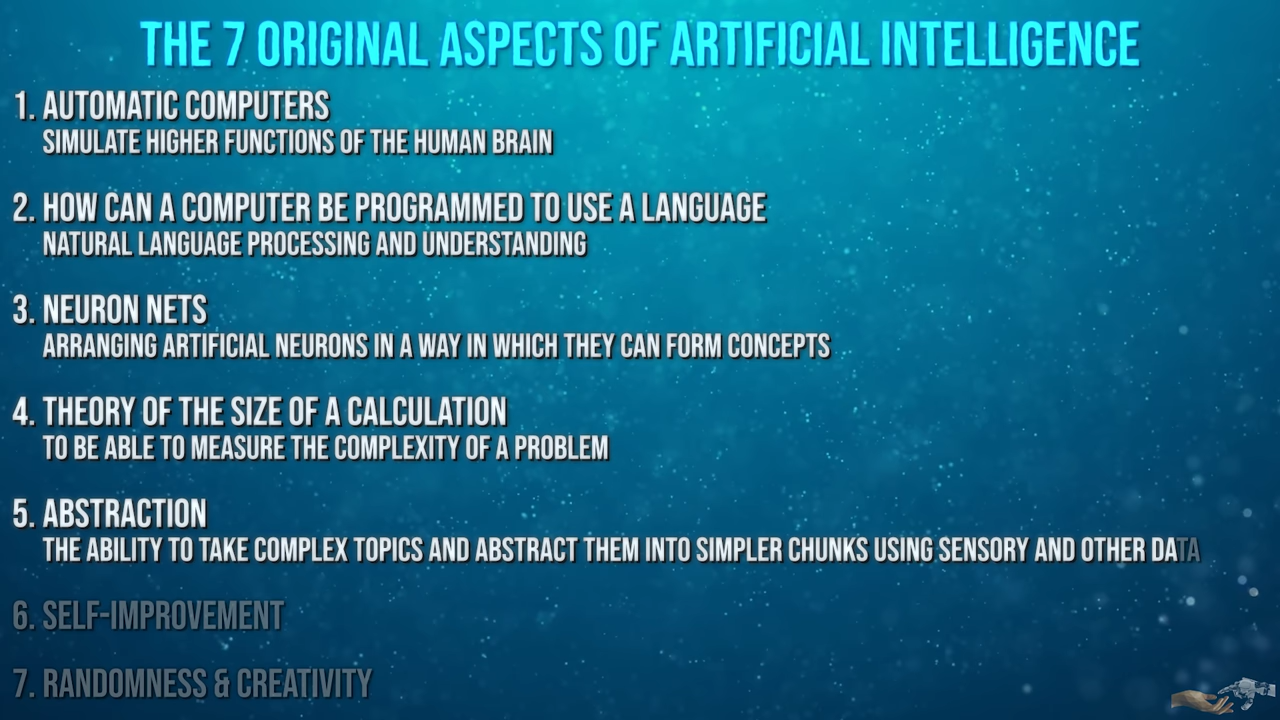 THE 7 ORIGINAL ASPECTS OF ARTIFICIAL INTELLIGENCE
1. AUTOMATIC COMPUTERS
SIMULATE HIGHER FUNCTIONS OF THE HUMAN BRAIN
2. HOW CAN A COMPUTER BE PROGRAMMED TO USE A LANGUAGE
NATURAL LANGUAGE PROCESSING AND UNDERSTANDING
3. NEURON NETS
ARRANGING ARTIFICIAL NEURONS IN A WAY IN WHICH THEY CAN FORM CONCEPTS
4. THEORY OF THE SIZE OF A CALCULATION
TO BE ABLE TO MEASURE THE COMPLEXITY OF A PROBLEM
5. ABSTRACTION
THE ABILITY TO TAKE COMPLEX TOPICS AND ABSTRACT THEM INTO SIMPLER CHUNKS USING SENSORY AND OTHER DATA
6. SELF-IMPROVEMENT
7. RANDOMNESS & CREATIVITY